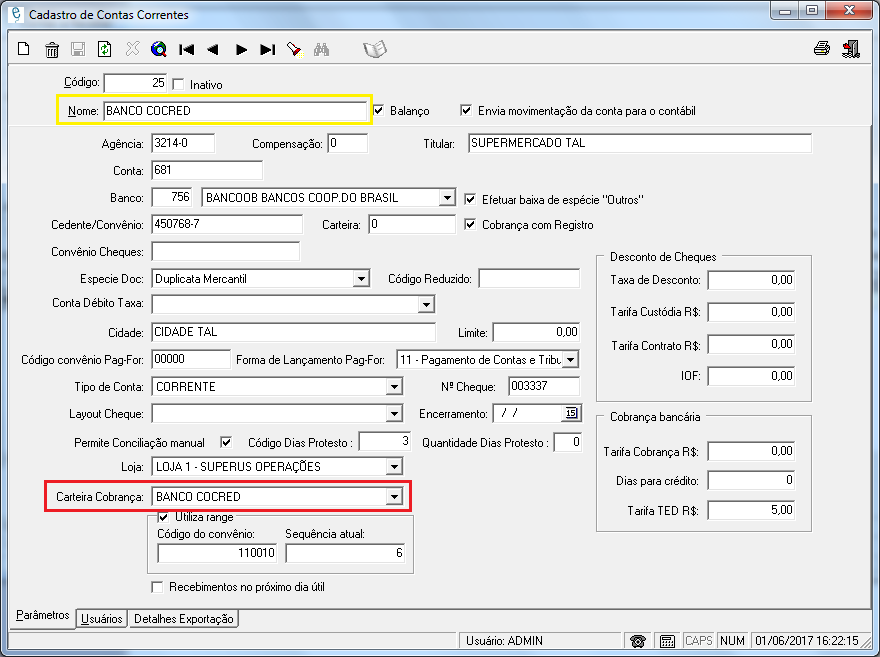 Cadastro de Contas Correntes
Código: 25 Inativo
Nome: BANCO COCRED Balanço Envia movimentação da conta para o contábil
Agência: 3214-0 Compensação: 0 Titular: SUPERMERCADO TAL
Conta: 681
Banco: 756 BANCOOB BANCOS COOP.DO BRASIL Efetuar baixa de espécie "Outros"
Cedente/Convênio: 450768-7 Carteira: 0 Cobrança com Registro
Convênio Cheques:
Especie Doc: Duplicata Mercantil Código Reduzido:
Conta Débito Taxa:
Cidade: CIDADE TAL Limite: 0,00
Código convênio Pag-For: 00000 Forma de Lançamento Pag-For: 11 - Pagamento de Contas e Tribu
Tipo de Conta: CORRENTE Nº Cheque: 003337
Layout Cheque: Encerramento: / / 15
Permite Conciliação manual Código Dias Protesto : 3 Quantidade Dias Protesto : 0
Loja: LOJA 1 - SUPERUS OPERAÇÕES
Carteira Cobrança: BANCO COCRED
Utiliza range
Código do convênio: Sequência atual:
110010 6
Recebimentos no próximo dia útil
Desconto de Cheques
Taxa de Desconto: 0,00
Tarifa Custódia R$: 0,00
Tarifa Contrato R$: 0,00
IOF: 0,00
Cobrança bancária
Tarifa Cobrança R$: 0,00
Dias para crédito: 0
Tarifa TED R$: 5,00
Parâmetros Usuários Detalhes Exportação
Usuário: ADMIN CAPS NUM 01/06/2017 16:22:15